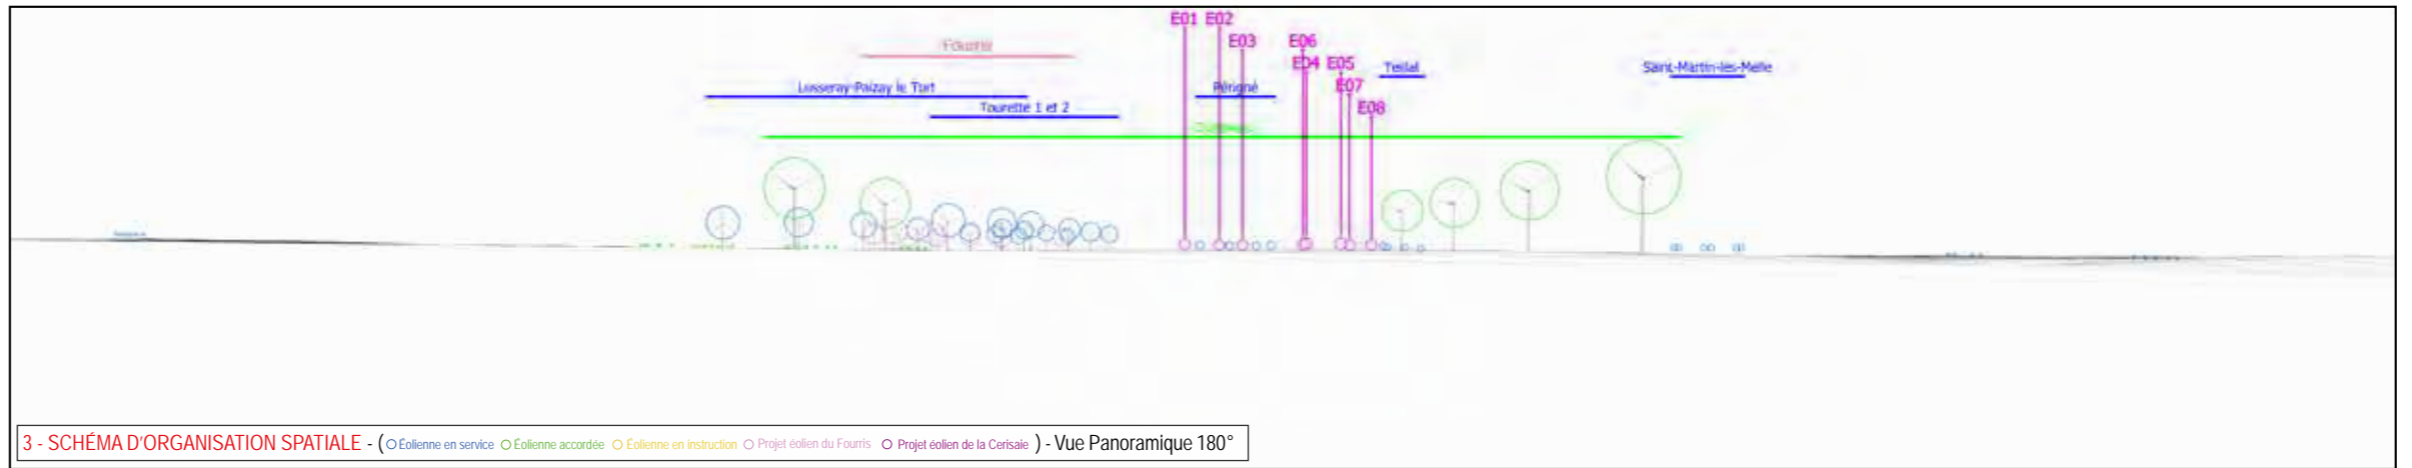 E01 E02
E03
E06
Fourris
E04 E05
Teillat
Saint-Martin-les-Melle
Lusseray-Paizay le Tort
Périgné
E07
Tourette 1 et 2
E08
3 - SCHÉMA D'ORGANISATION SPATIALE - ( Éolienne en service Éolienne accordée Éolienne en instruction Projet éolien du Fourris Projet éolien de la Cerisaie ) - Vue Panoramique 180°